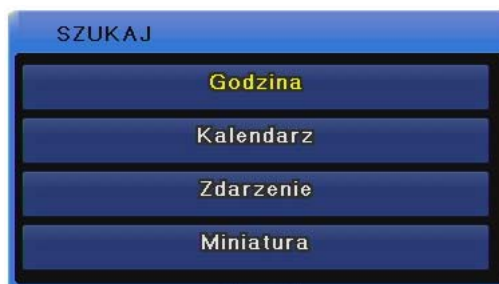 SZUKAJ
Godzina
Kalendarz
Zdarzenie
Miniatura